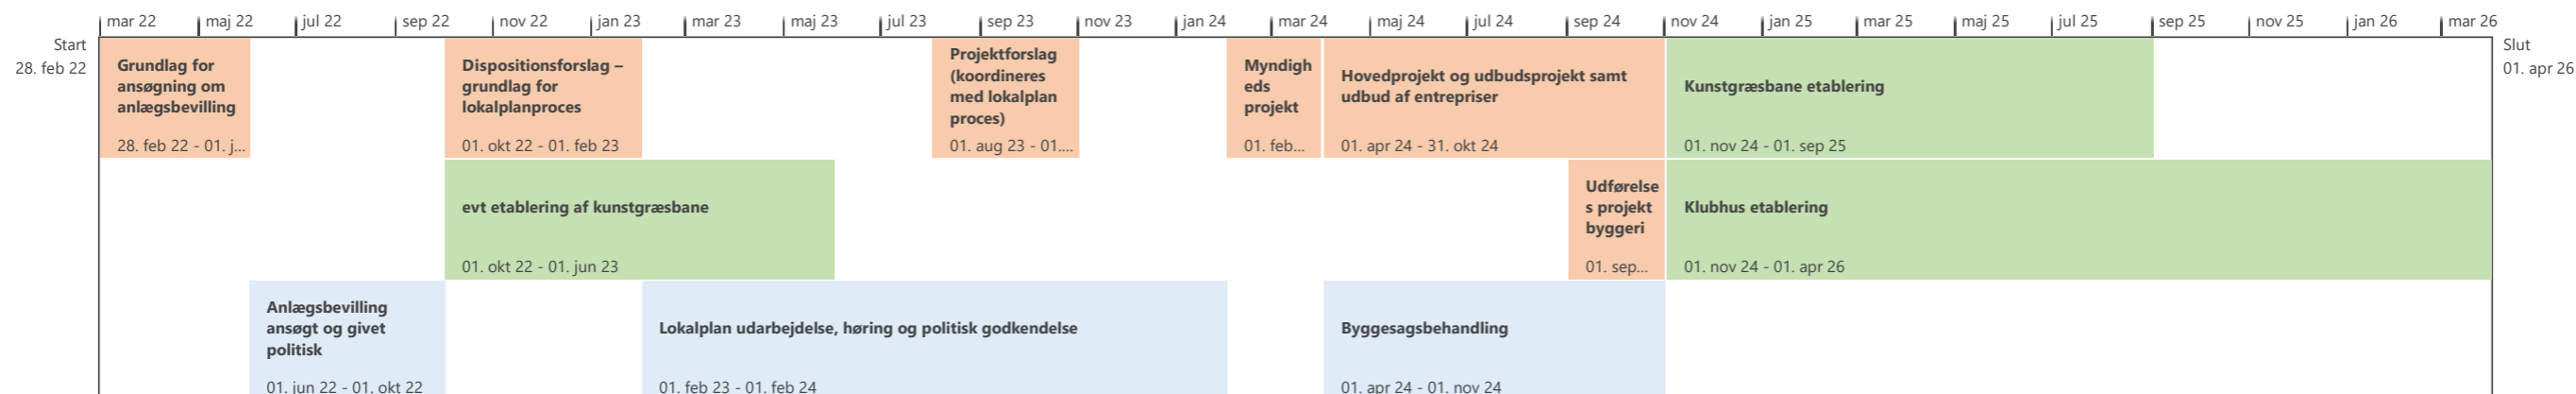 mar 22 maj 22 jul 22 sep 22 nov 22 jan 23 mar 23 maj 23 jul 23 sep 23 nov 23 jan 24 mar 24 maj 24 jul 24 sep 24 nov 24 jan 25 mar 25 maj 25 jul 25 sep 25 nov 25 jan 26 mar 26
Start
28. feb 22
Grundlag for
ansøgning om
anlægsbevilling
28. feb 22 - 01. j...
Dispositionsforslag –
grundlag for
lokalplanproces
01. okt 22 - 01. feb 23
Projektforslag
(koordineres
med lokalplan
proces)
01. aug 23 - 01....
Myndigh
eds
projekt
01. feb...
Hovedprojekt og udbudsprojekt samt
udbud af entrepriser
01. apr 24 - 31. okt 24
Kunstgræsbane etablering
01. nov 24 - 01. sep 25
Slut
01. apr 26
evt etablering af kunstgræsbane
01. okt 22 - 01. jun 23
Udførelse
s projekt
byggeri
01. sep...
Klubhus etablering
01. nov 24 - 01. apr 26
Anlægsbevilling
ansøgt og givet
politisk
01. jun 22 - 01. okt 22
Lokalplan udarbejdelse, høring og politisk godkendelse
01. feb 23 - 01. feb 24
Byggesagsbehandling
01. apr 24 - 01. nov 24